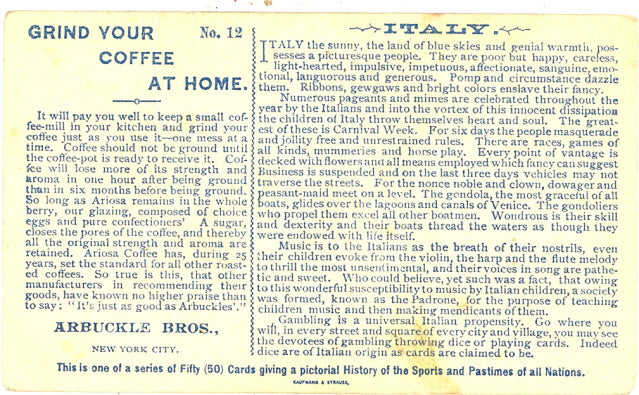 GRIND YOUR No. 12
COFFEE
AT HOME.
It will pay you well to keep a small cof-
fee-mill in your kitchen and grind your
coffee just as you use it—one mess at a
time. Coffee should not be ground until
the coffee-pot is ready to receive it. Cof-
fee will lose more of its strength and
aroma in one hour after being ground
than in six months before being ground.
So long as Ariosa remains in the whole
berry, our glazing, composed of choice
eggs and pure confectioners' A sugar,
closes the pores of the coffee, and thereby
all the original strength and aroma are
retained. Ariosa Coffee has, during 25
years, set the standard for all other roast-
ed coffees. So true is this, that other
manufacturers in recommending their
goods, have known no higher praise than
to say: "It's just as good as Arbuckles'."
ARBUCKLE BROS.,
NEW YORK CITY.
ITALY.
ITALY the sunny, the land of blue skies and genial warmth, pos-
sesses a picturesque people. They are poor but happy, careless,
light-hearted, impulsive, impetuous, affectionate, sanguine, emo-
tional, languorous and generous. Pomp and circumstance dazzle
them. Ribbons, gewgaws and bright colors enslave their fancy.
Numerous pageants and mimes are celebrated throughout the
year by the Italians and into the vortex of this innocent dissipation
the children of Italy throw themselves heart and soul. The great-
est of these is Carnival Week. For six days the people masquerade
and jollity free and unrestrained rules. There are races, games of
all kinds, mummeries and horse play. Every point of vantage is
decked with flowers and all means employed which fancy can suggest
Business is suspended and on the last three days vehicles may not
traverse the streets. For the nonce noble and clown, dowager and
peasant-maid meet on a level. The gondola, the most graceful of all
boats, glides over the lagoons and canals of Venice. The gondoliers
who propel them excel all other boatmen. Wondrous is their skill
and dexterity and their boats thread the waters as though they
were endowed with life itself.
Music is to the Italians as the breath of their nostrils, even
their children evoke from the violin, the harp and the flute melody
to thrill the most unsentimental, and their voices in song are pathe-
tic and sweet. Who could believe, yet such was a fact, that owing
to this wonderful susceptibility to music by Italian children, a society
was formed, known as the Padrone, for the purpose of teaching
children music and then making mendicants of them.
Gambling is a universal Italian propensity. Go where you
will, in every street and square of every city and village, you may see
the devotees of gambling throwing dice or playing cards. Indeed
dice are of Italian origin as cards are claimed to be.
This is one of a series of Fifty (50) Cards giving a pictorial History of the Sports and Pastimes of all Nations.
KAUFMANN & STRAUSS,